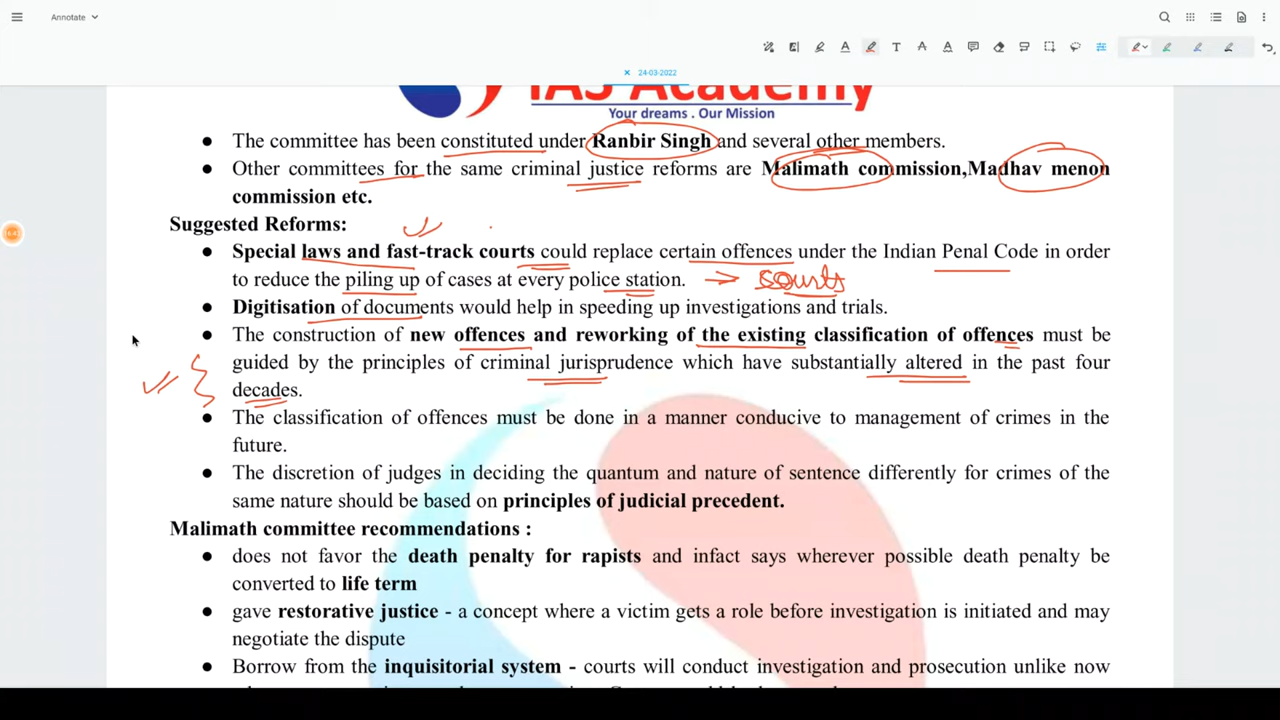 Annotate
24-03-2022
IAS Academy
Your dreams . Our Mission
● The committee has been constituted under Ranbir Singh and several other members.
● Other committees for the same criminal justice reforms are Malimath commission,Madhav menon
commission etc.
Suggested Reforms:
● Special laws and fast-track courts could replace certain offences under the Indian Penal Code in order
to reduce the piling up of cases at every police station. → courts
● Digitisation of documents would help in speeding up investigations and trials.
● The construction of new offences and reworking of the existing classification of offences must be
guided by the principles of criminal jurisprudence which have substantially altered in the past four
decades.
● The classification of offences must be done in a manner conducive to management of crimes in the
future.
● The discretion of judges in deciding the quantum and nature of sentence differently for crimes of the
same nature should be based on principles of judicial precedent.
Malimath committee recommendations :
● does not favor the death penalty for rapists and infact says wherever possible death penalty be
converted to life term
● gave restorative justice - a concept where a victim gets a role before investigation is initiated and may
negotiate the dispute
● Borrow from the inquisitorial system - courts will conduct investigation and prosecution unlike now